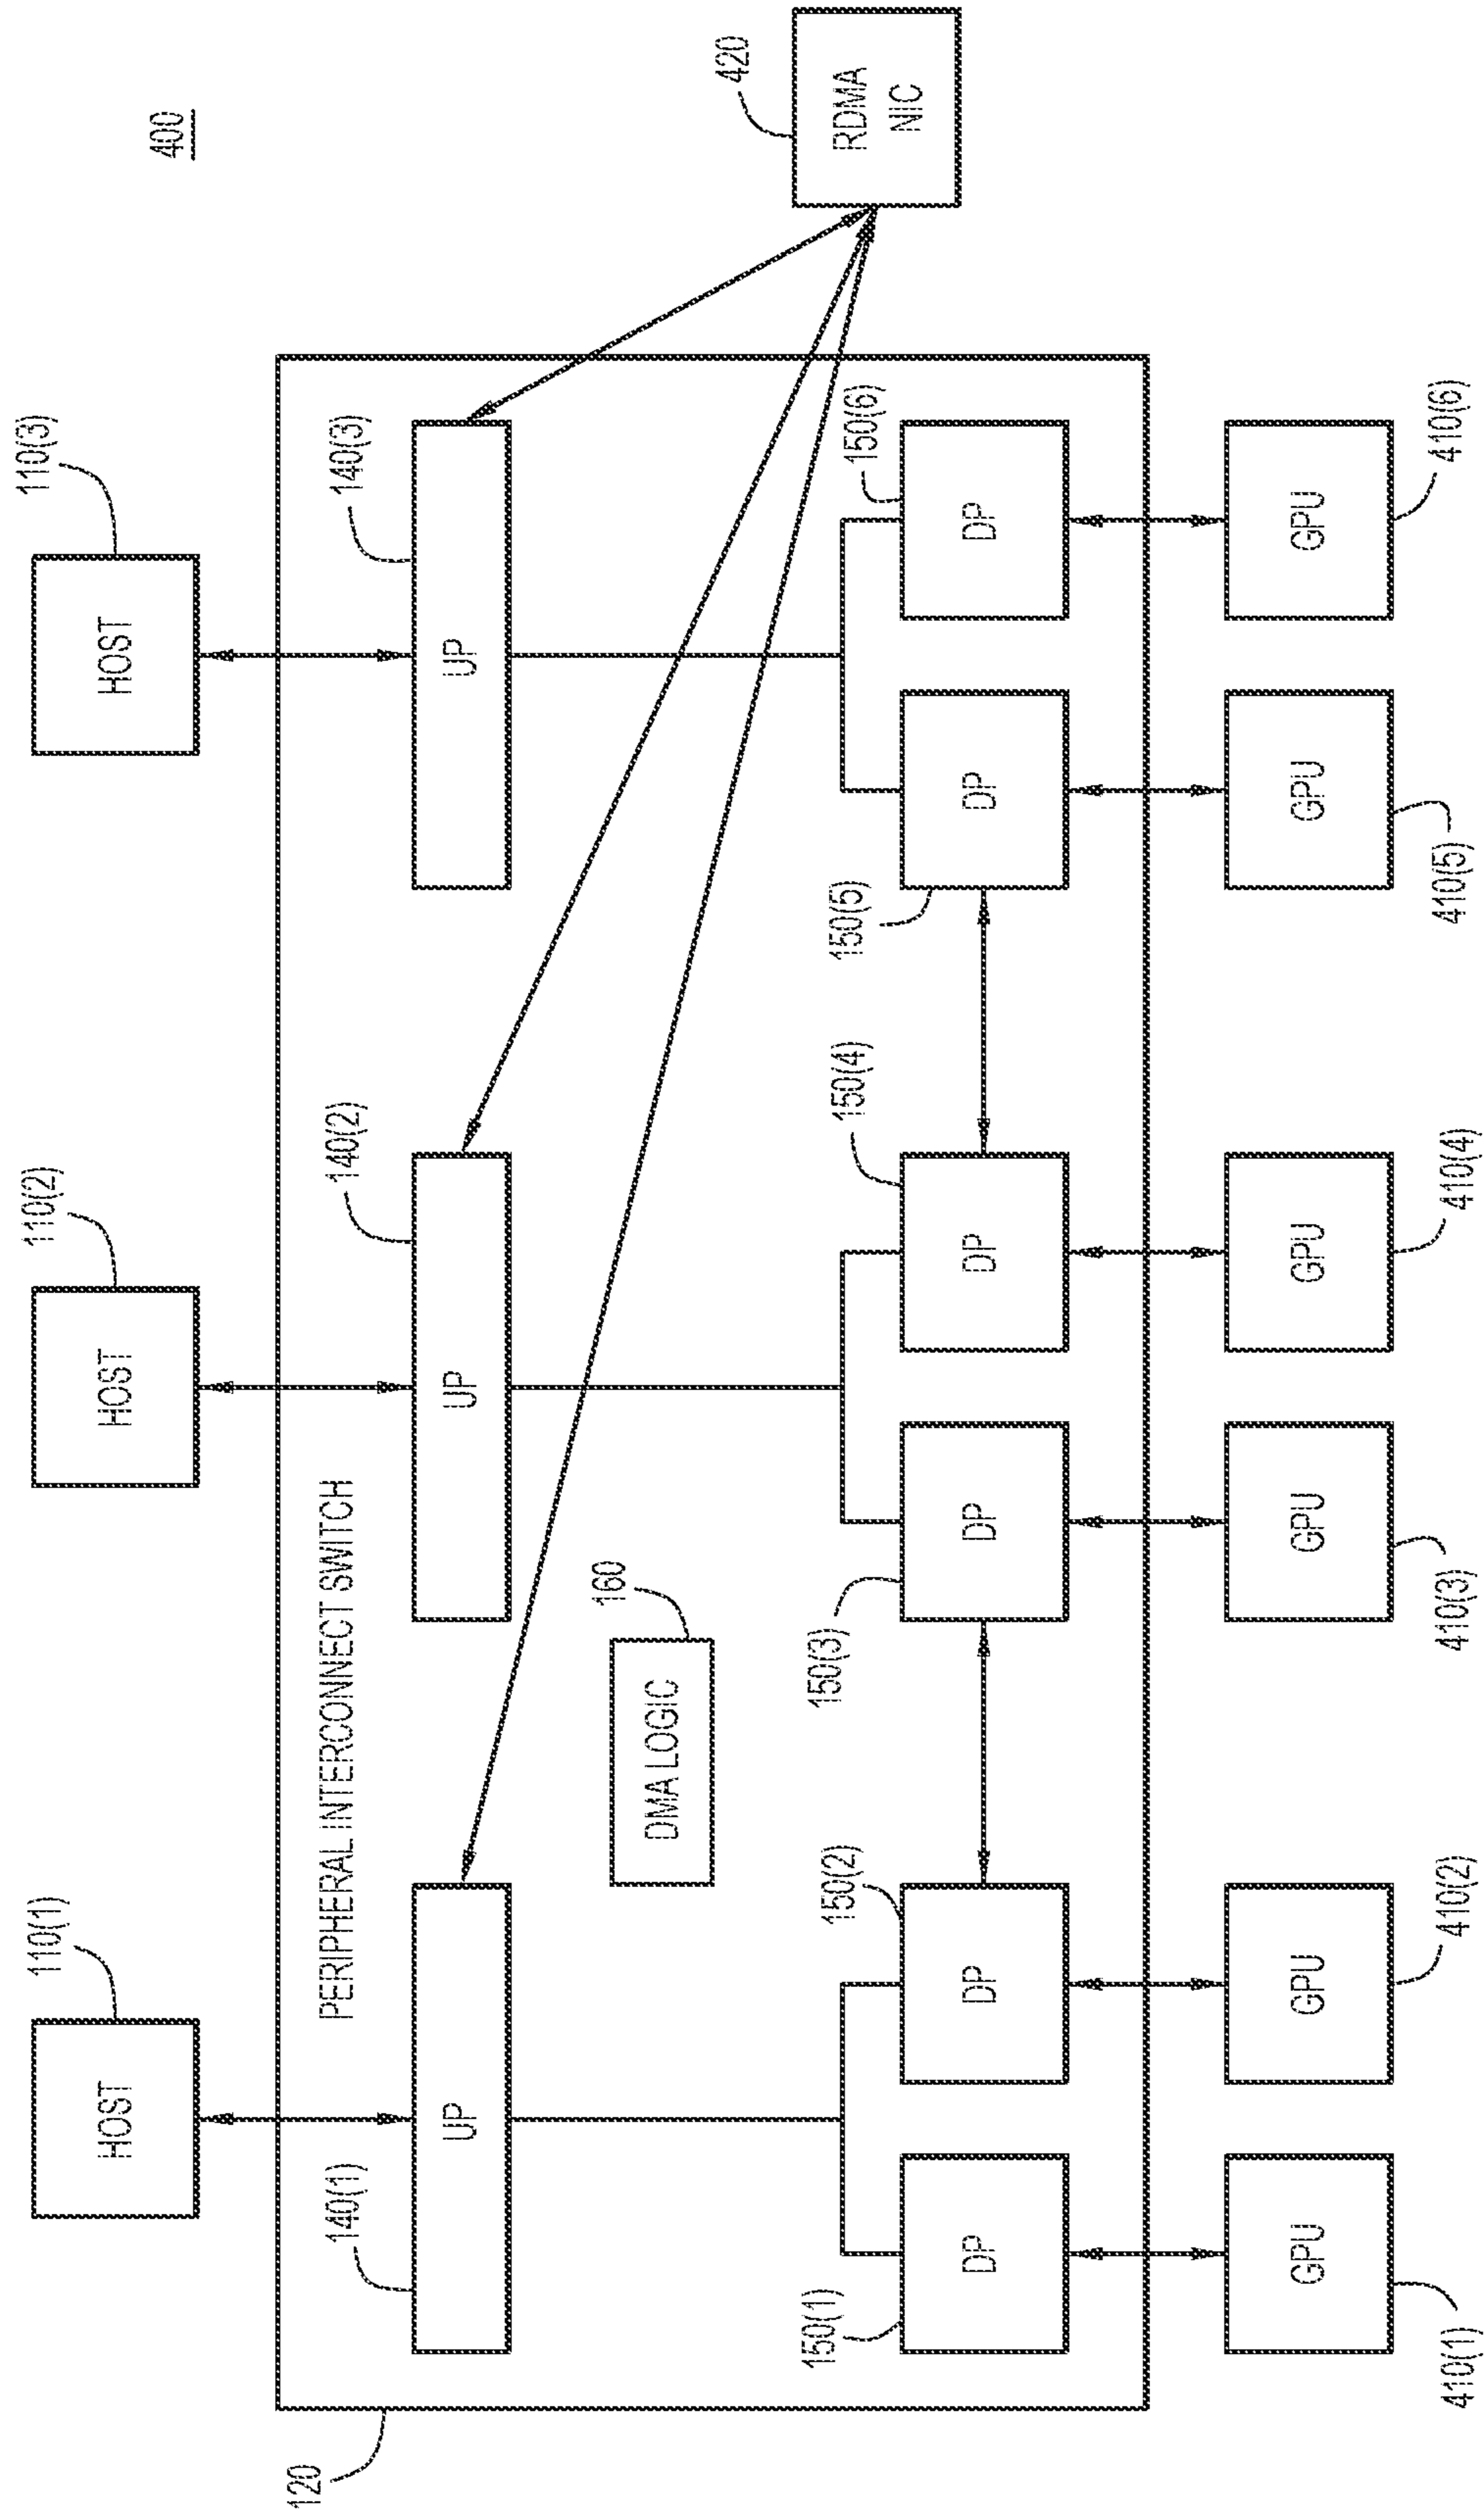 400
110(1)
110(2)
110(3)
HOST
HOST
HOST
120
PERIPHERAL INTERCONNECT SWITCH
140(1)
140(2)
140(3)
UP
UP
UP
420
RDMA
NIC
160
DMA LOGIC
150(1)
150(2)
150(3)
150(4)
150(5)
150(6)
DP
DP
DP
DP
DP
DP
GPU
GPU
GPU
GPU
GPU
GPU
410(1)
410(2)
410(3)
410(4)
410(5)
410(6)